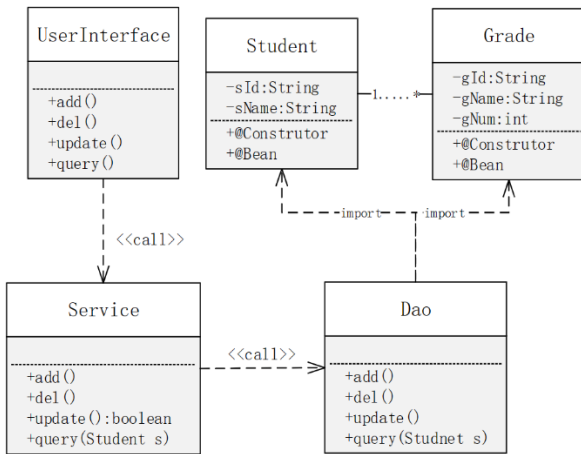 UserInterface
+add()
+del()
+update()
+query()
Student
-sId:String
-sName:String
+@Construtor
+@Bean
1.....*
Grade
-gId:String
-gName:String
-gNum:int
+@Construtor
+@Bean
<<call>>
import
import
Service
+add()
+del()
+update():boolean
+query(Student s)
<<call>>
Dao
+add()
+del()
+update()
+query(Studnet s)